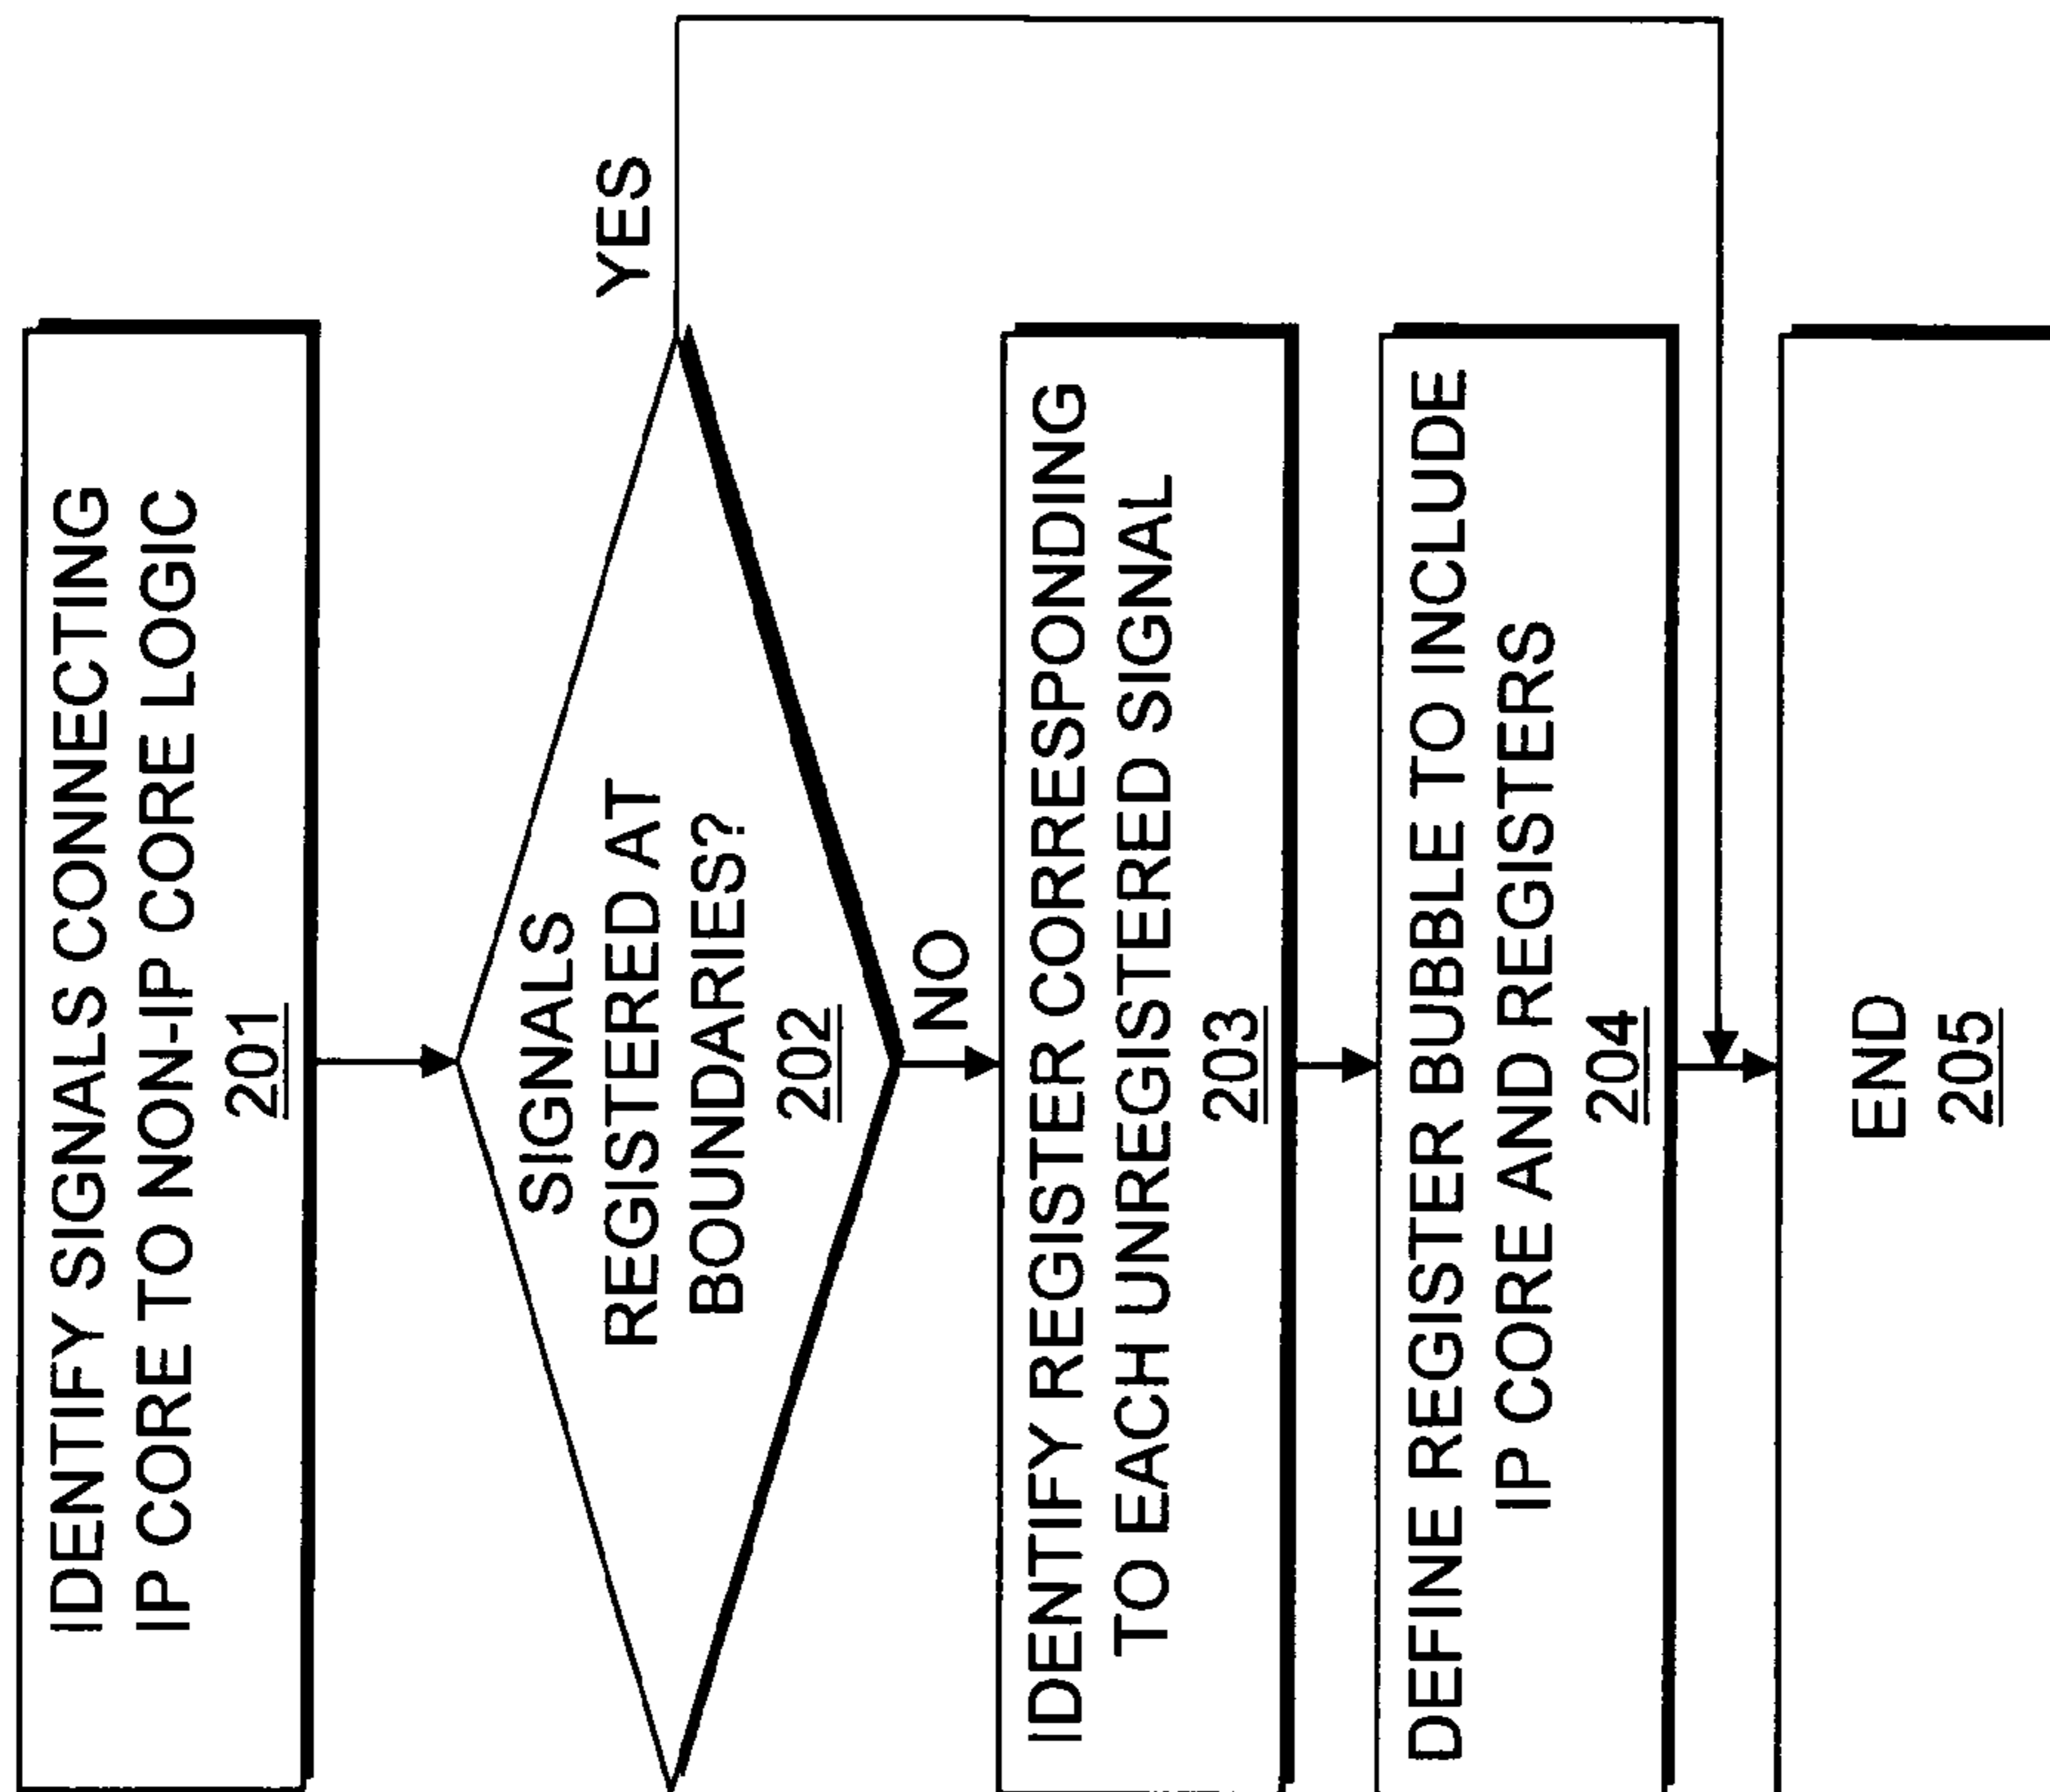 IDENTIFY SIGNALS CONNECTING
IP CORE TO NON-IP CORE LOGIC
201
SIGNALS
REGISTERED AT
BOUNDARIES?
202
YES
NO
IDENTIFY REGISTER CORRESPONDING
TO EACH UNREGISTERED SIGNAL
203
DEFINE REGISTER BUBBLE TO INCLUDE
IP CORE AND REGISTERS
204
END
205